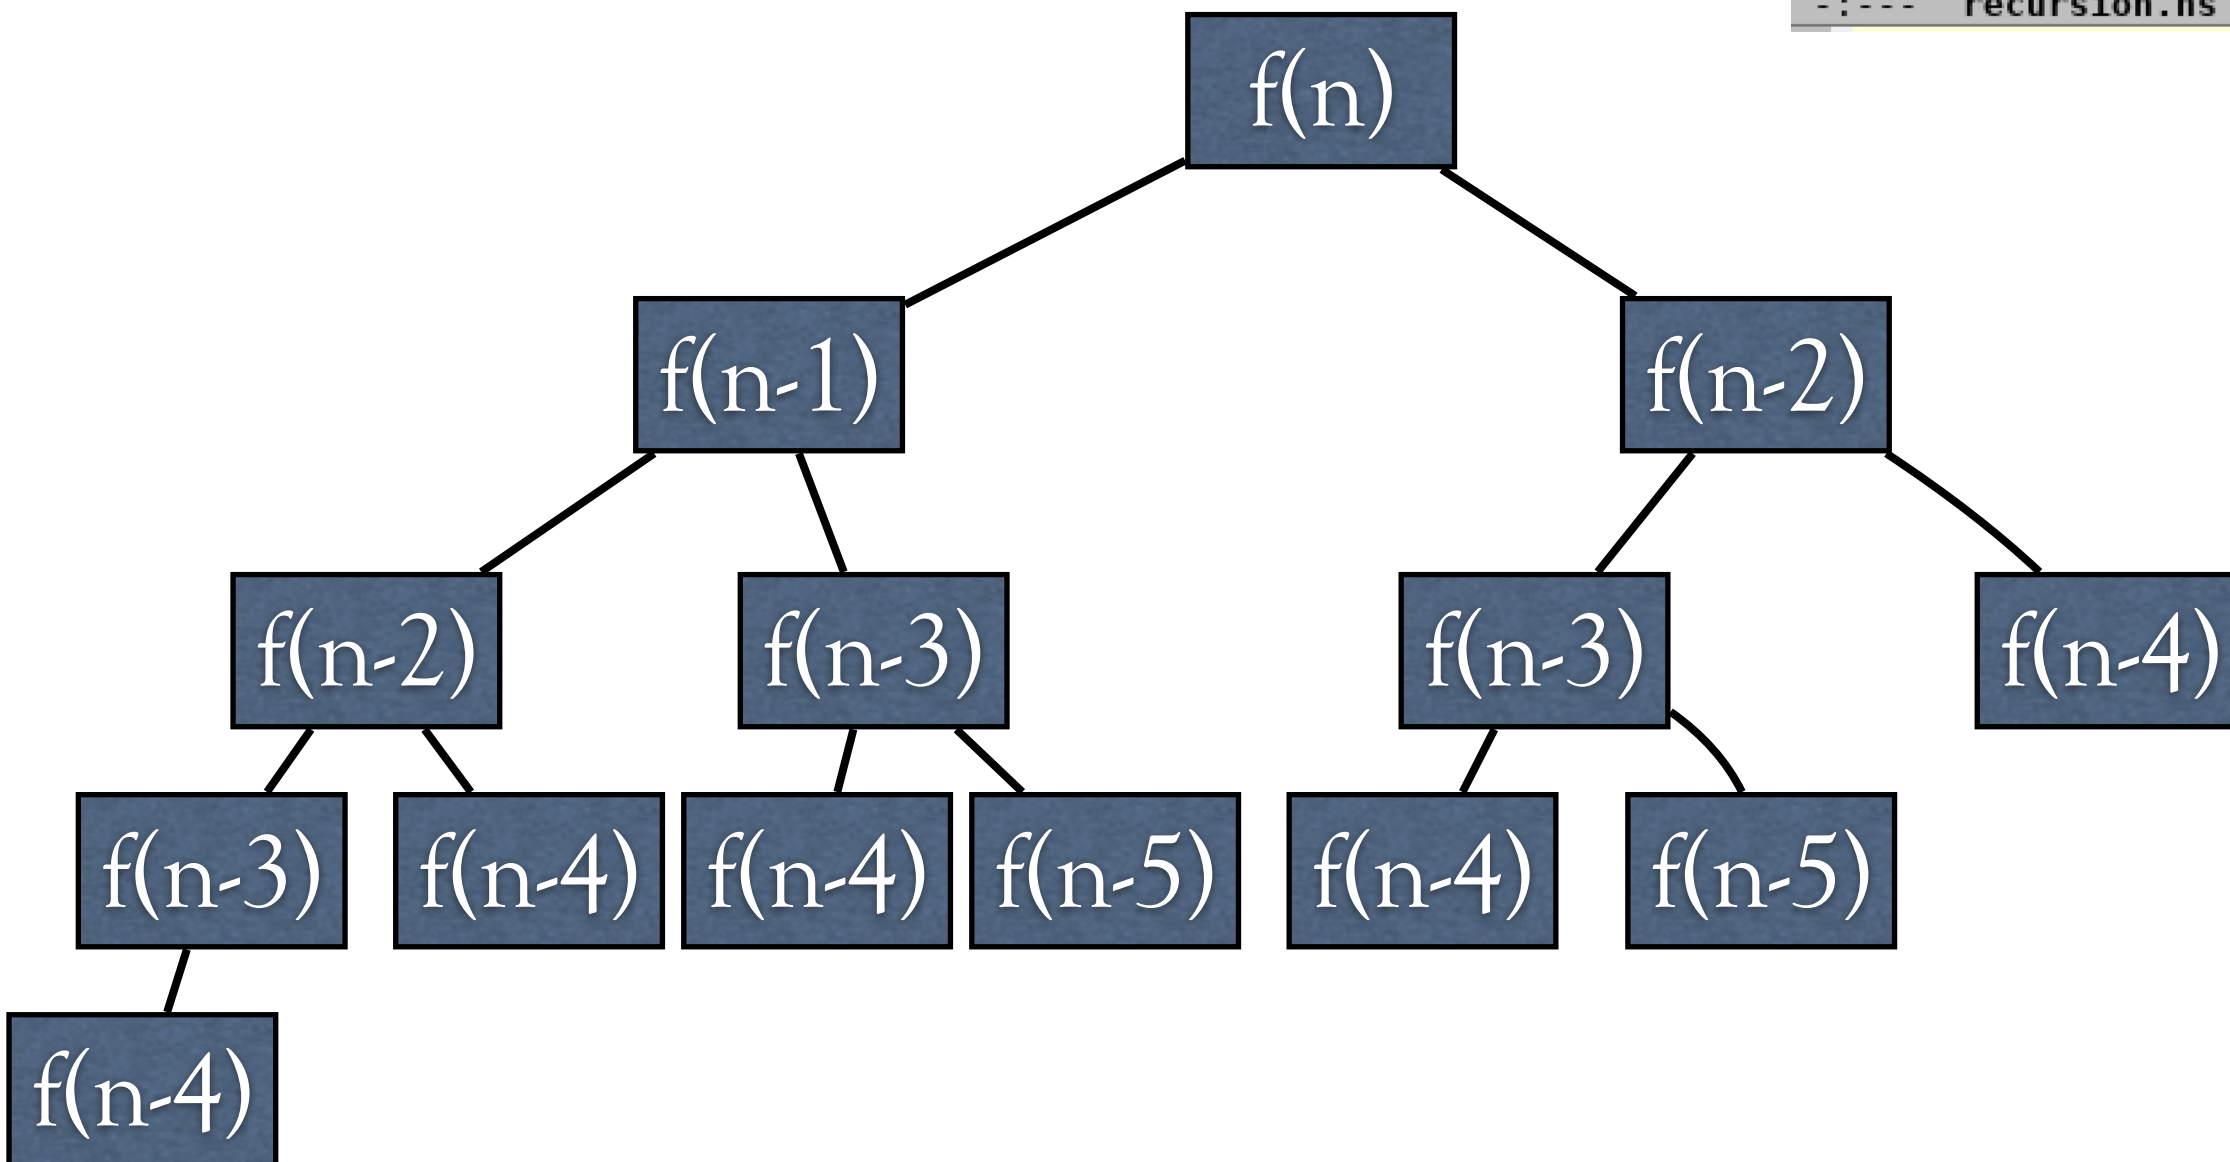 -:--- recursion.hs
f(n)
f(n-1)
f(n-2)
f(n-2)
f(n-3)
f(n-3)
f(n-4)
f(n-3)
f(n-4)
f(n-4)
f(n-5)
f(n-4)
f(n-5)
f(n-4)